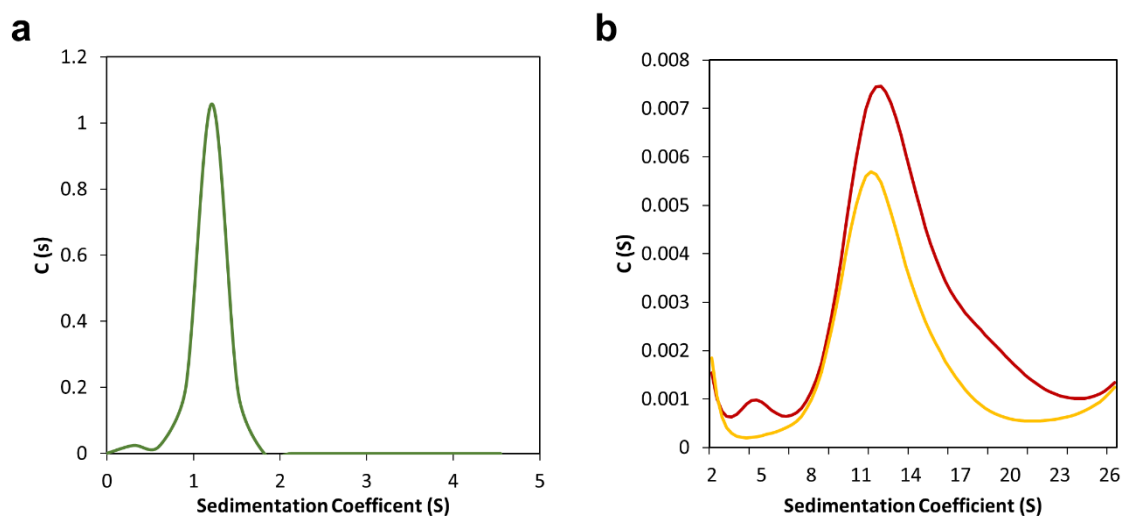 a
1.2
1
0.8
0.6
0.4
0.2
0
C (s)
0 1 2 3 4 5
Sedimentation Coefficent (S)
b
0.008
0.007
0.006
0.005
0.004
0.003
0.002
0.001
0
C (S)
2 5 8 11 14 17 20 23 26
Sedimentation Coefficient (S)